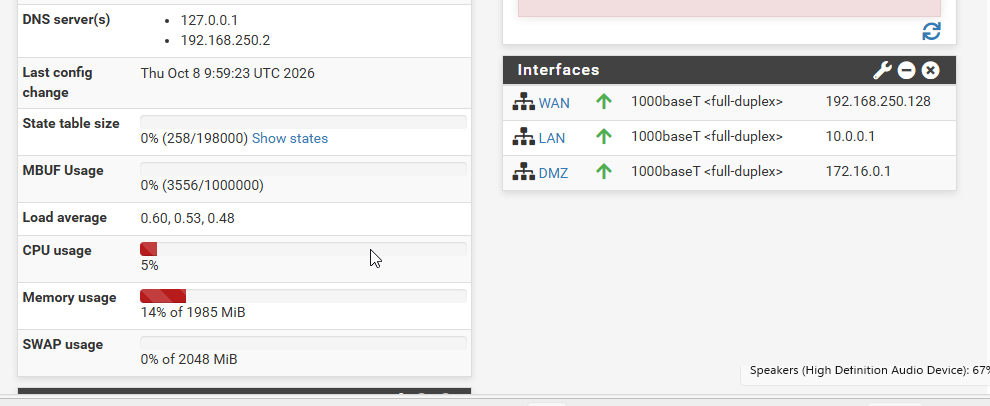 DNS server(s)
127.0.0.1
192.168.250.2
Last config change
Thu Oct 8 9:59:23 UTC 2026
State table size
0% (258/198000) Show states
MBUF Usage
0% (3556/1000000)
Load average
0.60, 0.53, 0.48
CPU usage
5%
Memory usage
14% of 1985 MiB
SWAP usage
0% of 2048 MiB
Interfaces
WAN 1000baseT <full-duplex> 192.168.250.128
LAN 1000baseT <full-duplex> 10.0.0.1
DMZ 1000baseT <full-duplex> 172.16.0.1
Speakers (High Definition Audio Device): 67%